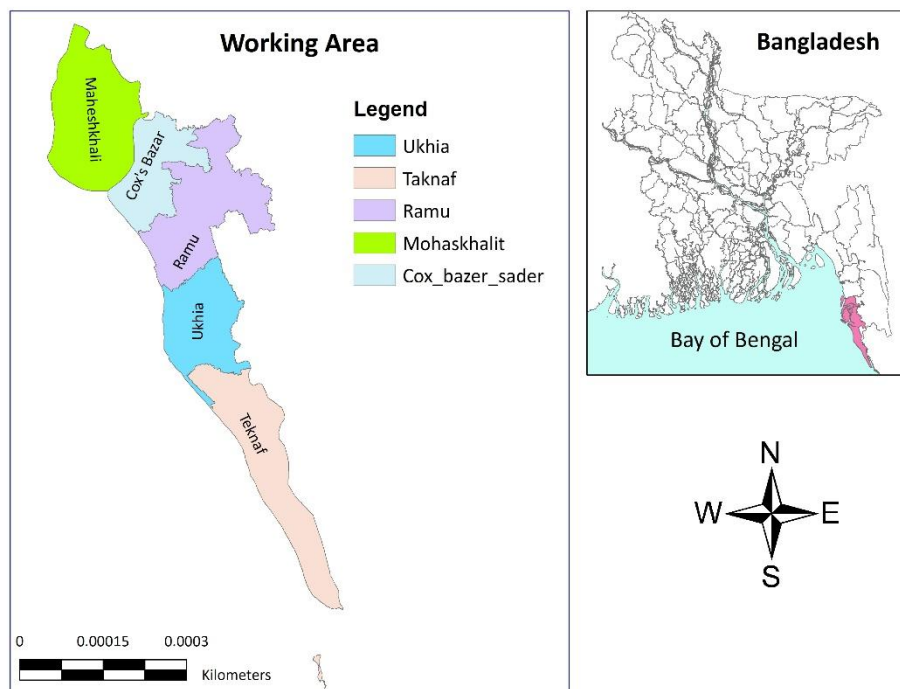 Working Area
Maheshkhali
Cox's Bazar
Ramu
Ukhia
Teknaf
Legend
Ukhia
Taknaf
Ramu
Mohaskhalit
Cox_bazer_sader
0 0.00015 0.0003
Kilometers
Bangladesh
Bay of Bengal
N
W E
S